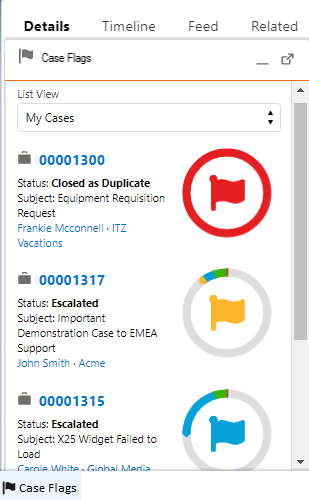 Details Timeline Feed Related
Case Flags
List View
My Cases
00001300
Status: Closed as Duplicate
Subject: Equipment Requisition
Request
Frankie Mcconnell · ITZ
Vacations
00001317
Status: Escalated
Subject: Important
Demonstration Case to EMEA
Support
John Smith · Acme
00001315
Status: Escalated
Subject: X25 Widget Failed to
Load
Carole White · Global Media
Case Flags